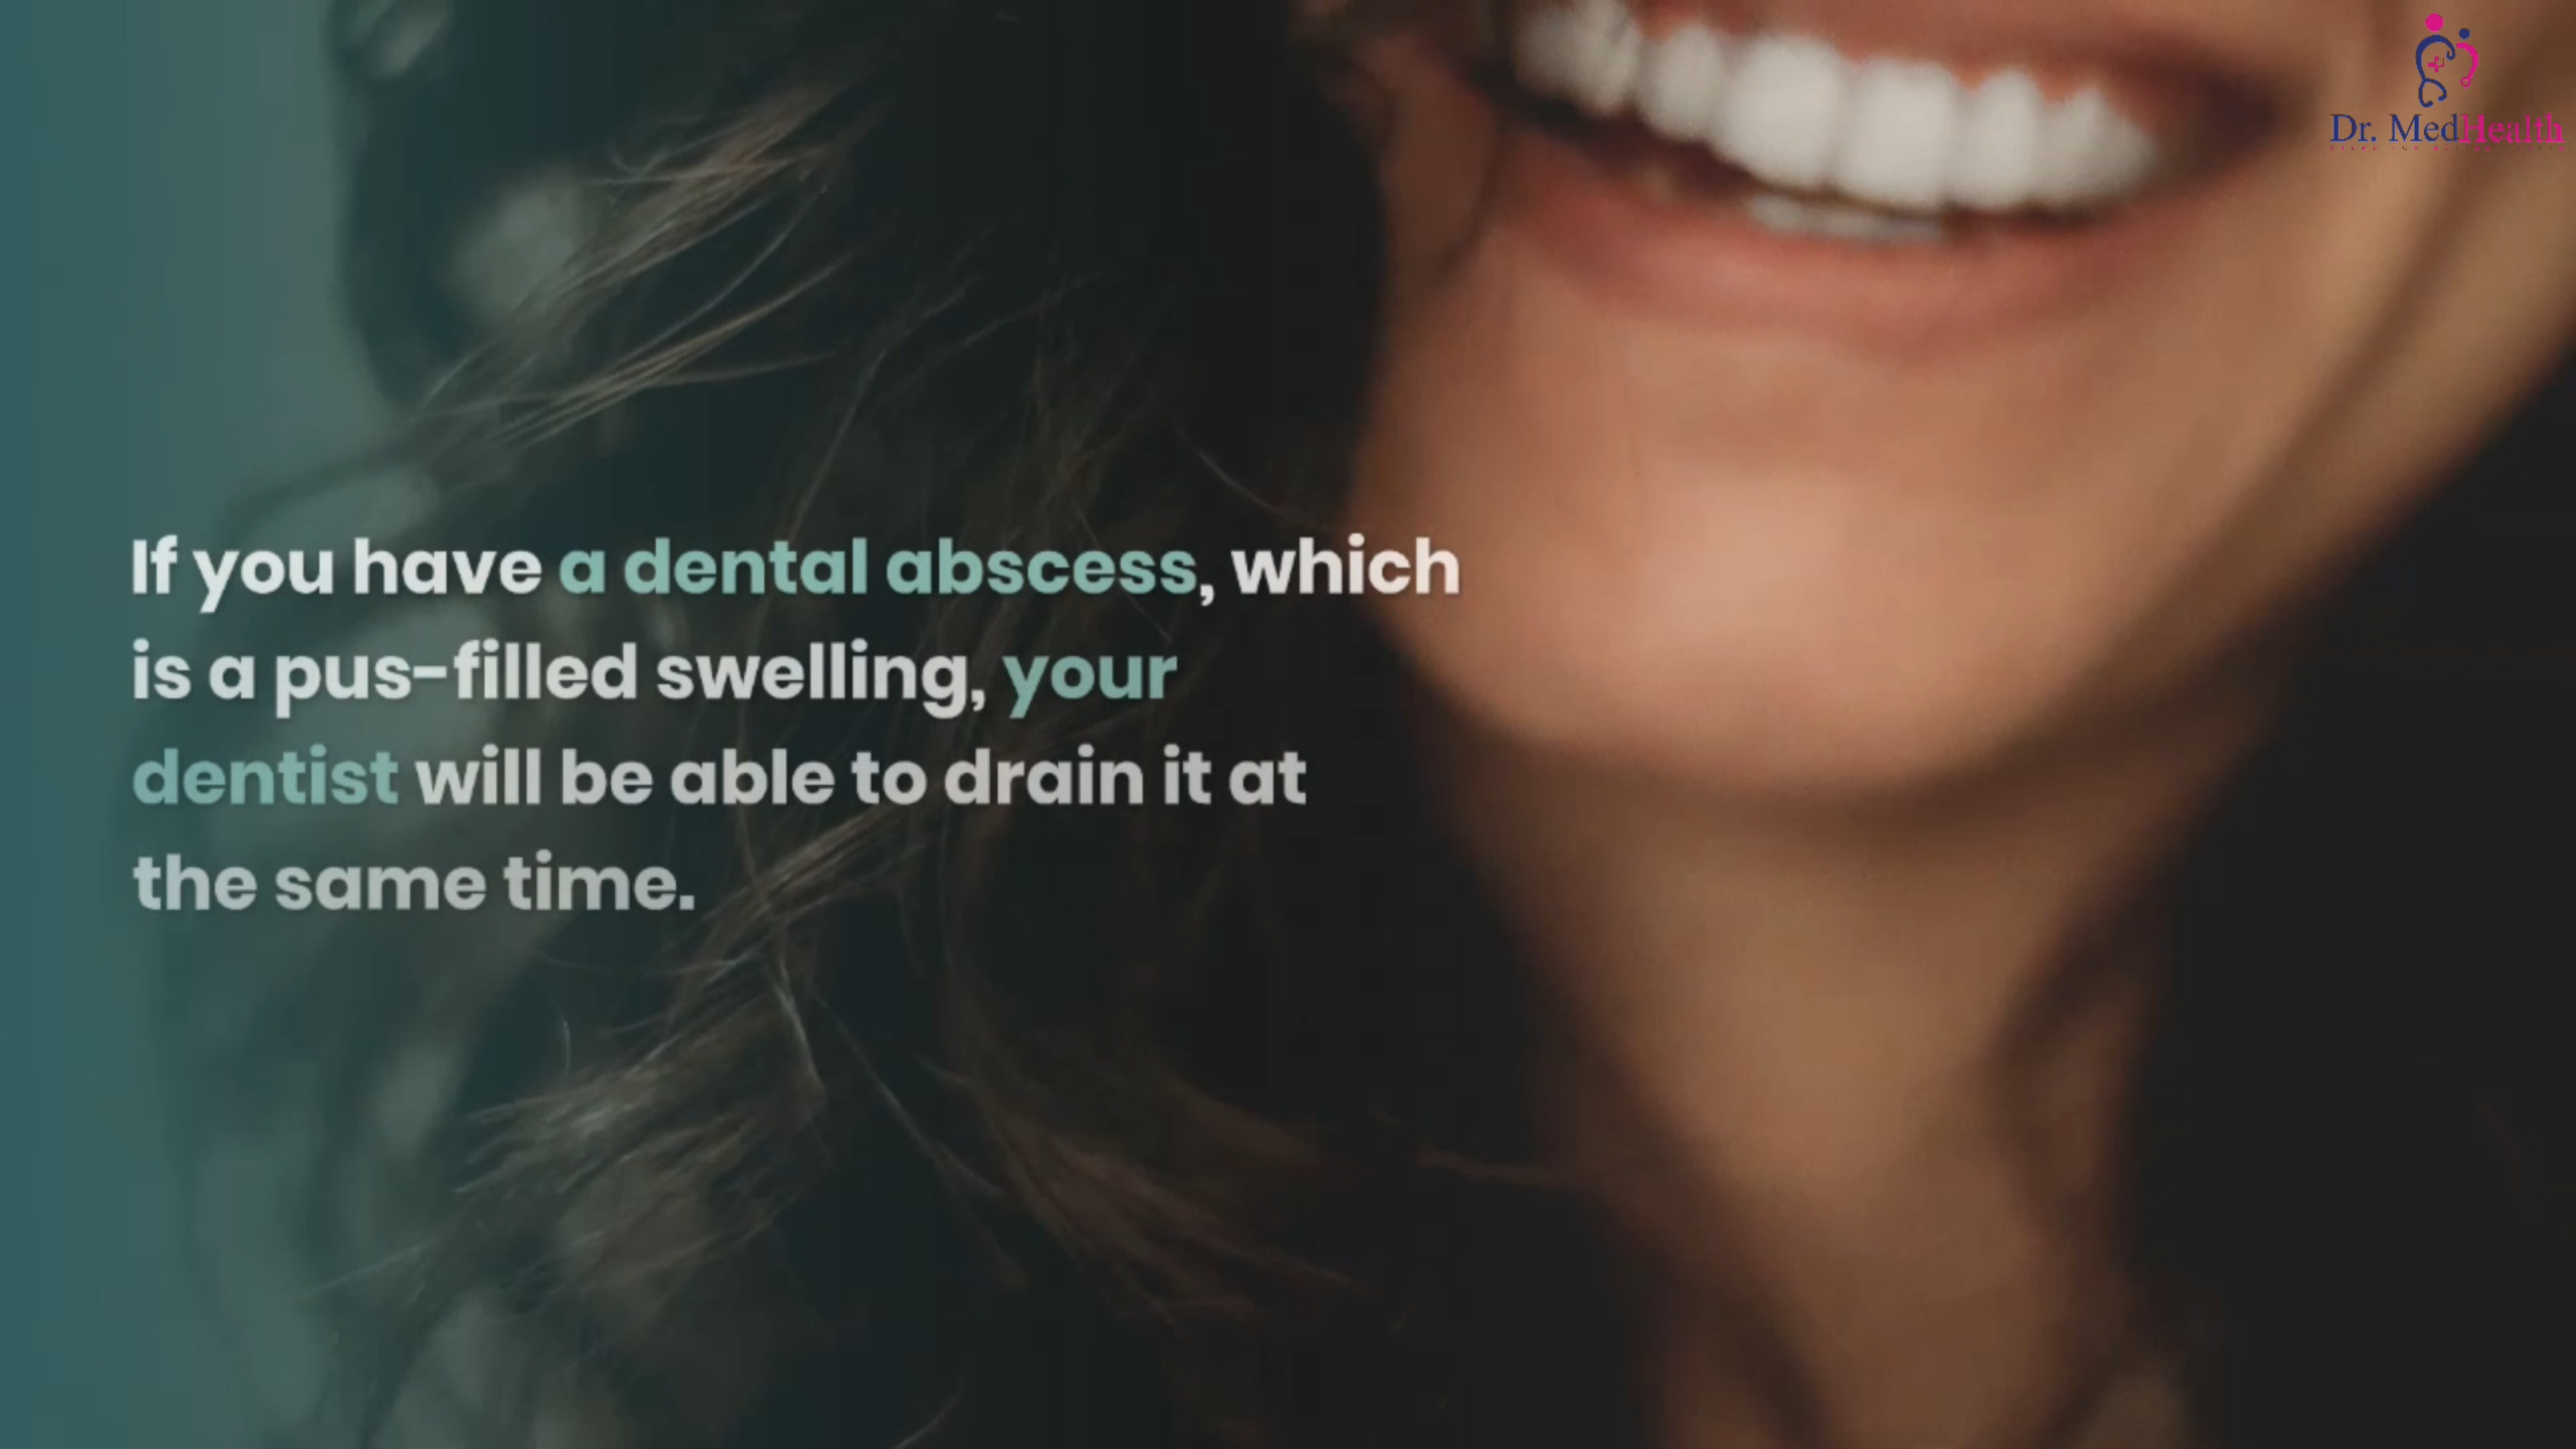 Dr. MedHealth
If you have a dental abscess, which
is a pus-filled swelling, your
dentist will be able to drain it at
the same time.